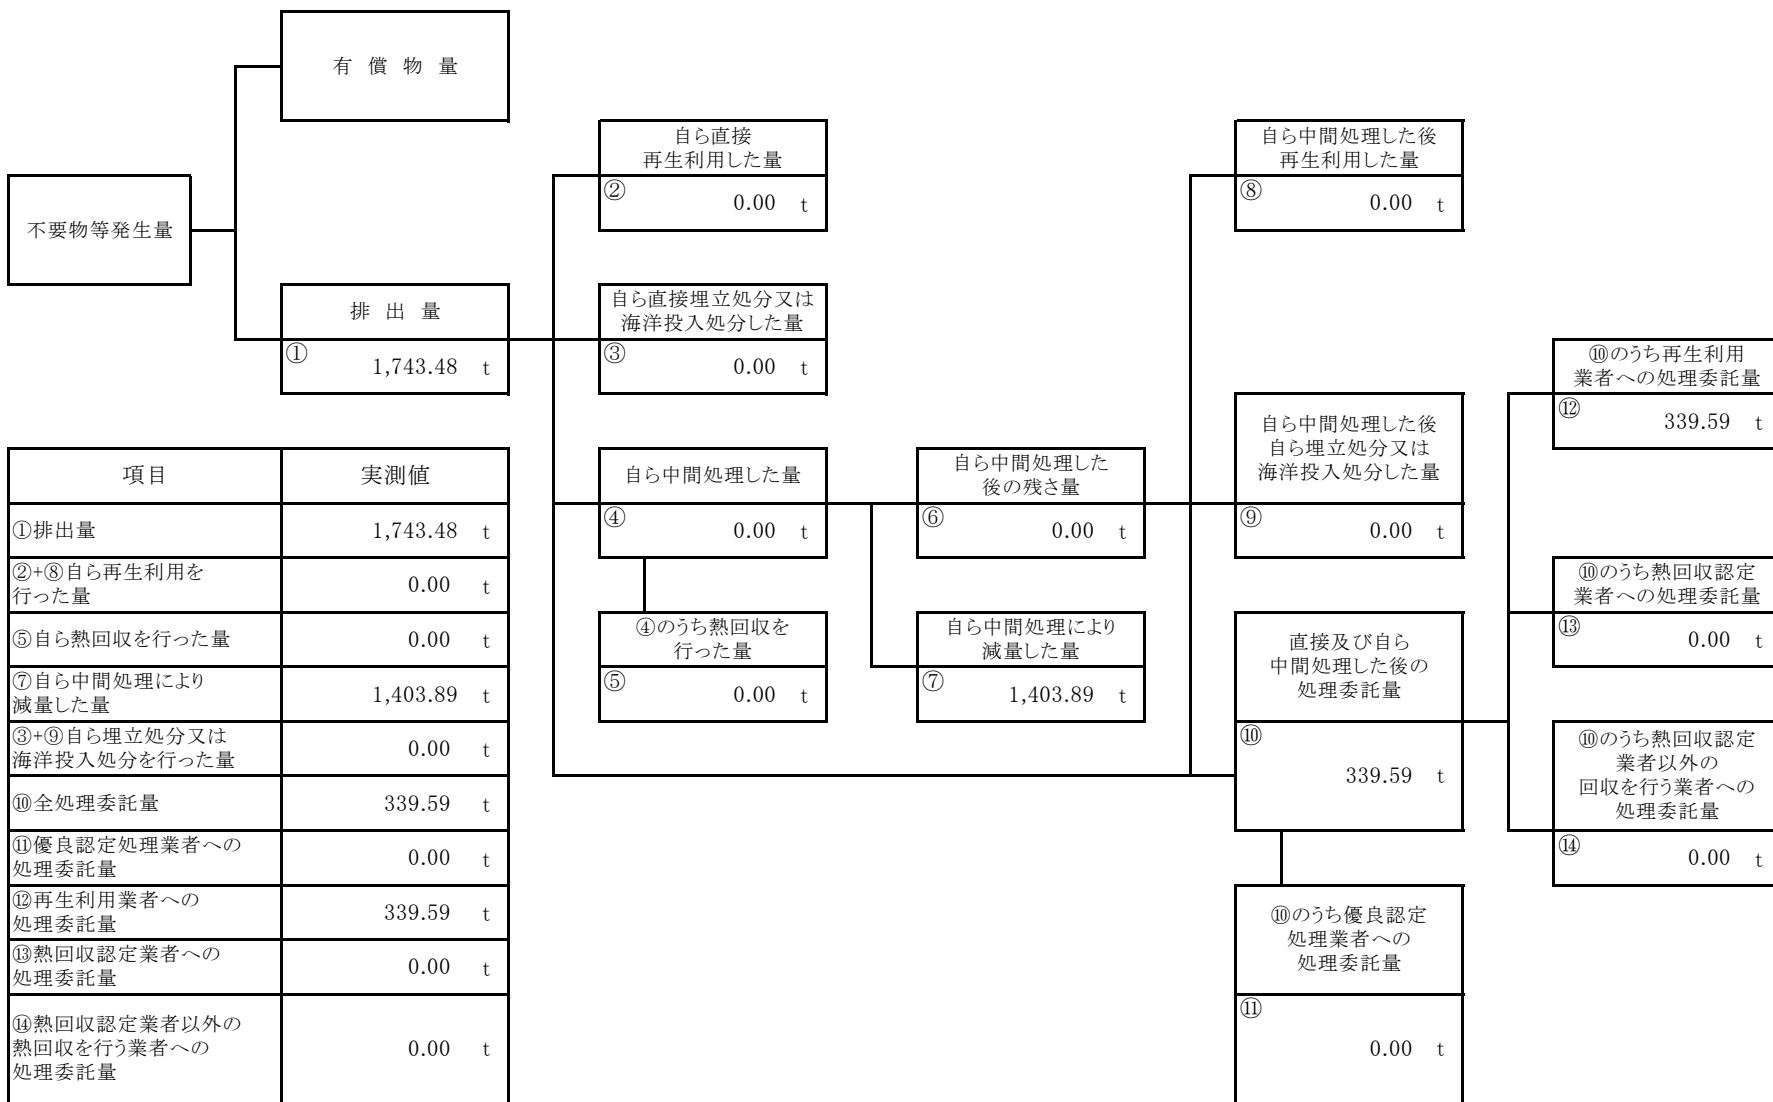 有 償 物 量
自ら直接
再生利用した量
② 0.00 t
自ら中間処理した後
再生利用した量
⑧ 0.00 t
不要物等発生量
排 出 量
① 1,743.48 t
自ら直接埋立処分又は
海洋投入処分した量
③ 0.00 t
⑩のうち再生利用
業者への処理委託量
⑫ 339.59 t
自ら中間処理した量
④ 0.00 t
自ら中間処理した
後の残さ量
⑥ 0.00 t
自ら中間処理した後
自ら埋立処分又は
海洋投入処分した量
⑨ 0.00 t
⑩のうち熱回収認定
業者への処理委託量
⑬ 0.00 t
④のうち熱回収を
行った量
⑤ 0.00 t
自ら中間処理により
減量した量
⑦ 1,403.89 t
直接及び自ら
中間処理した後の
処理委託量
⑩
339.59 t
⑩のうち熱回収認定
業者以外の
回収を行う業者への
処理委託量
⑭ 0.00 t
⑩のうち優良認定
処理業者への
処理委託量
⑪
0.00 t
項目 実測値
①排出量 1,743.48 t
②+⑧自ら再生利用を
行った量 0.00 t
⑤自ら熱回収を行った量 0.00 t
⑦自ら中間処理により
減量した量 1,403.89 t
③+⑨自ら埋立処分又は
海洋投入処分を行った量 0.00 t
⑩全処理委託量 339.59 t
⑪優良認定処理業者への
処理委託量 0.00 t
⑫再生利用業者への
処理委託量 339.59 t
⑬熱回収認定業者への
処理委託量 0.00 t
⑭熱回収認定業者以外の
熱回収を行う業者への
処理委託量 0.00 t